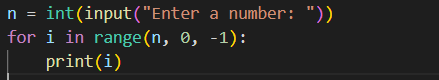 n = int(input("Enter a number: "))
for i in range(n, 0, -1):
    print(i)